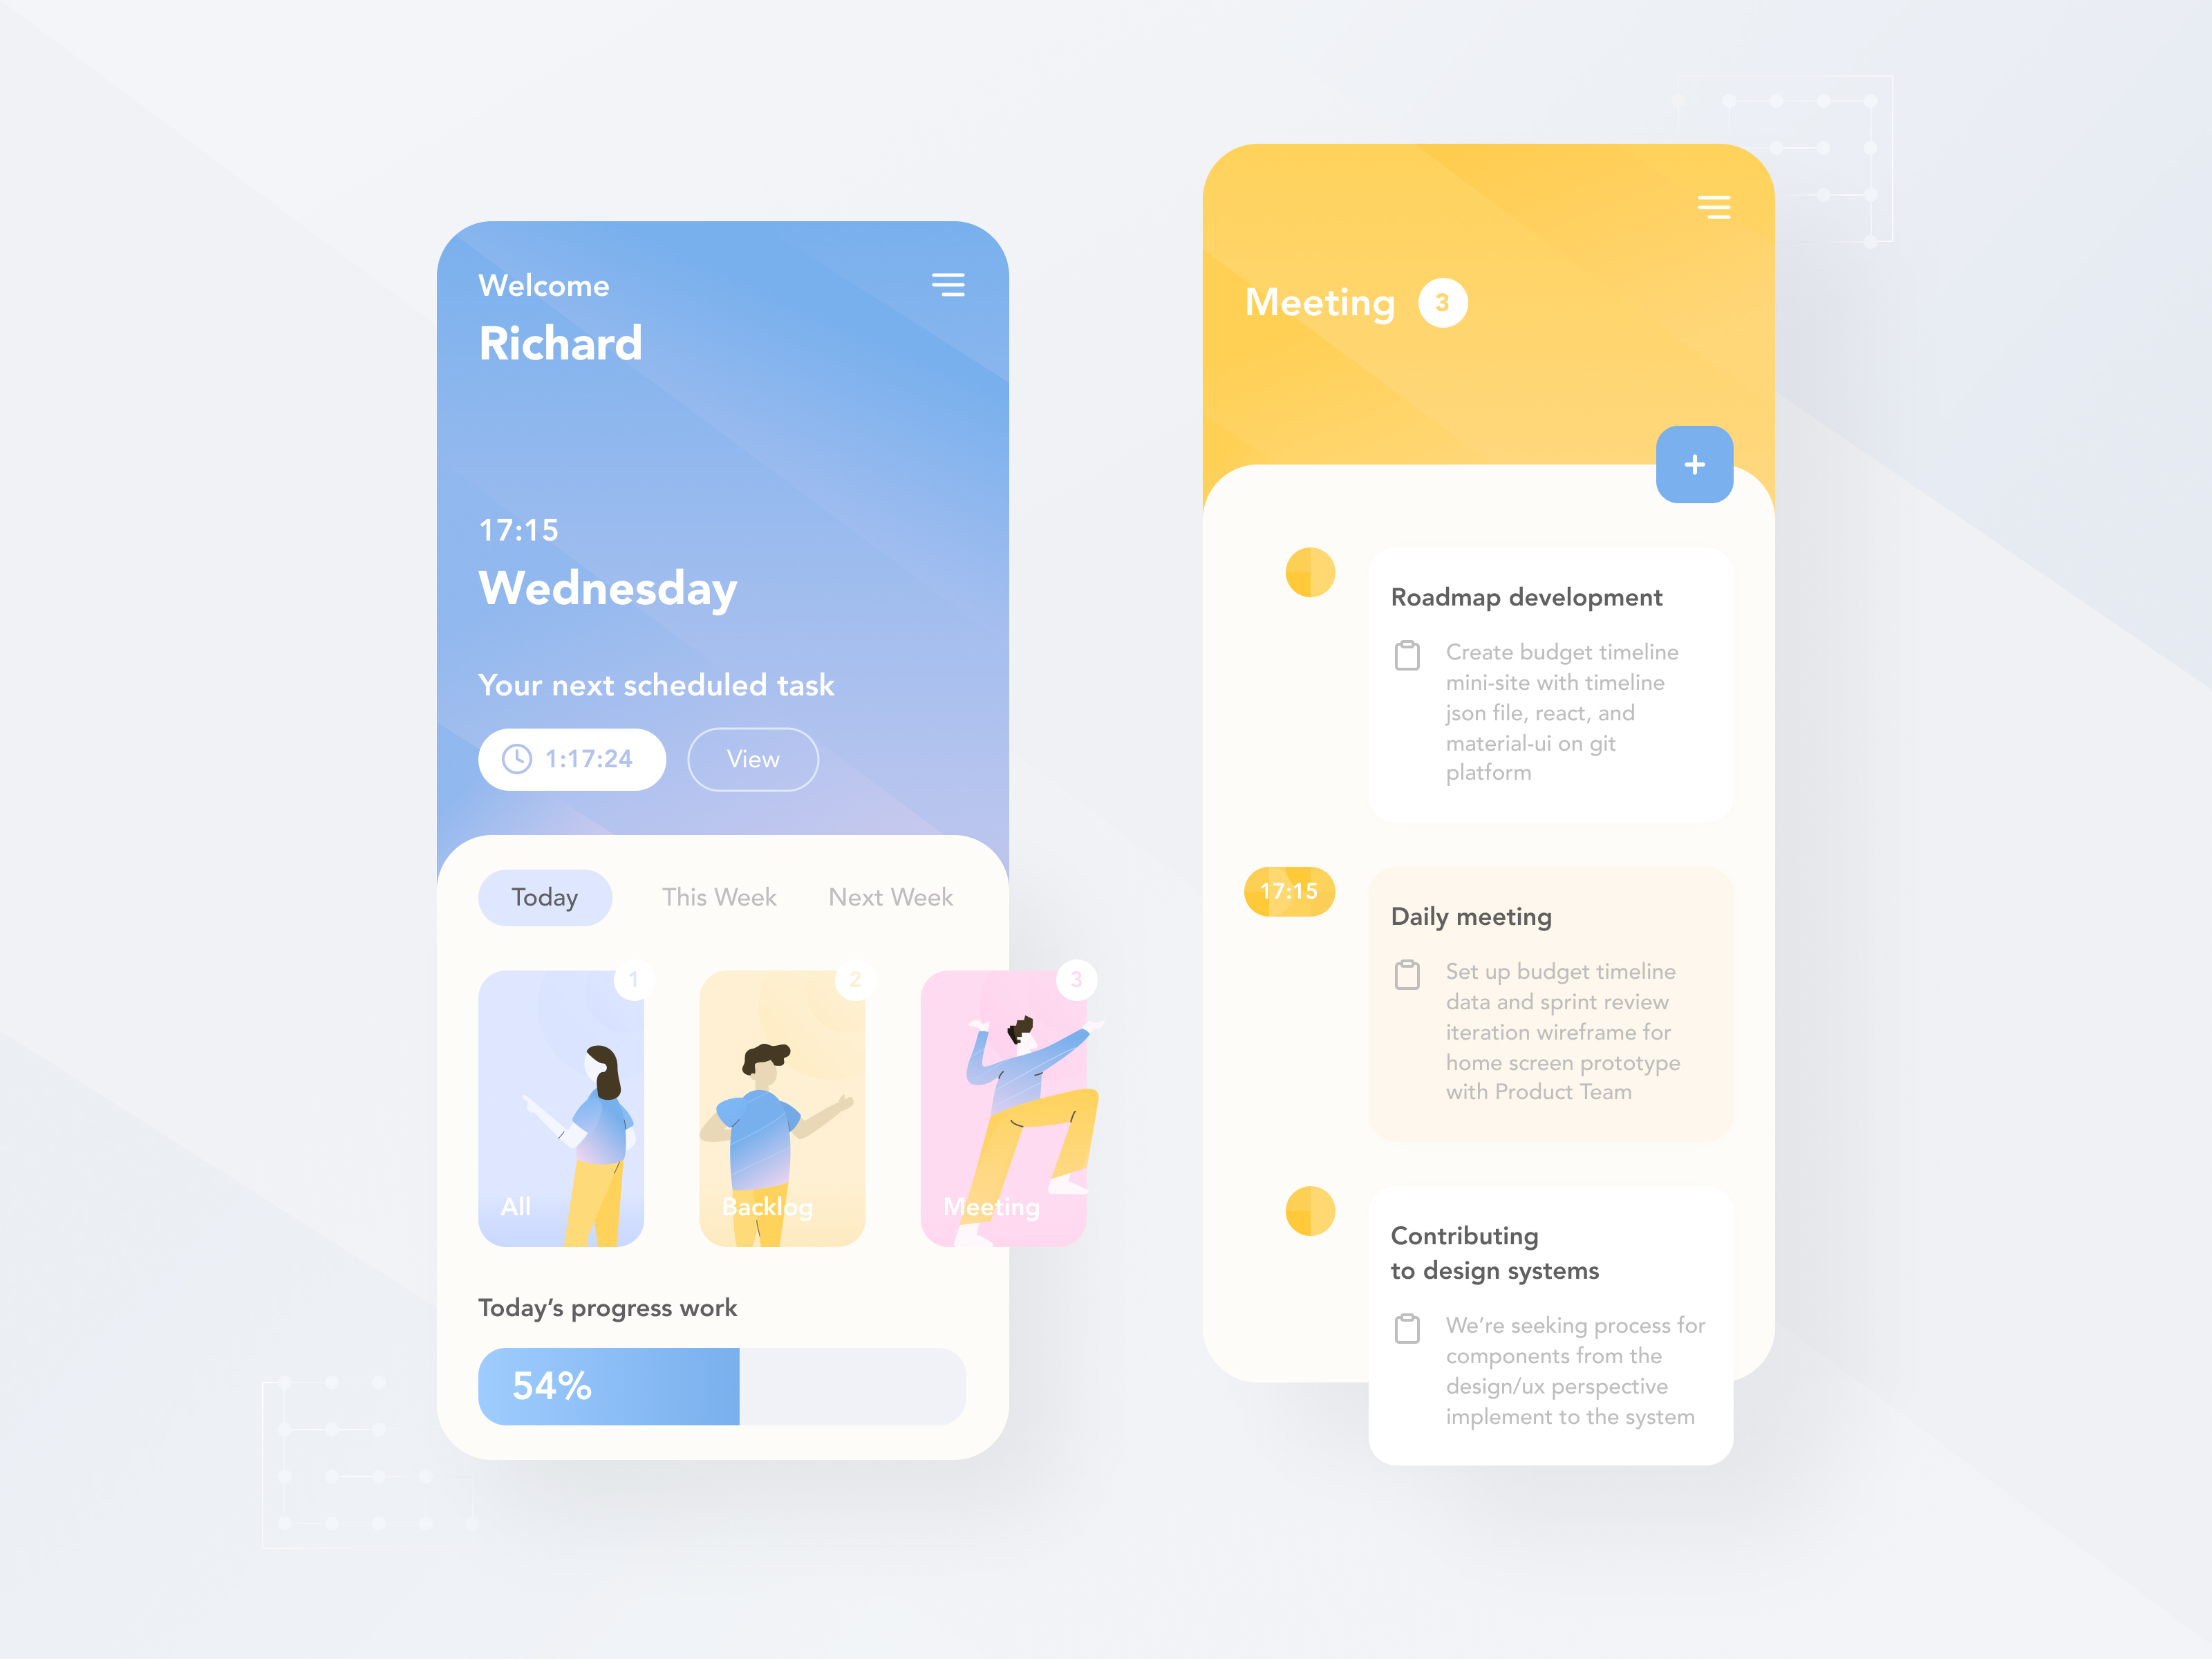 Welcome
Richard
17:15
Wednesday
Your next scheduled task
1:17:24
View
Today
This Week
Next Week
1
2
3
All
Backlog
Meeting
Today's progress work
54%
Meeting
3
+
Roadmap development
Create budget timeline
mini-site with timeline
json file, react, and
material-ui on git
platform
17:15
Daily meeting
Set up budget timeline
data and sprint review
iteration wireframe for
home screen prototype
with Product Team
Contributing
to design systems
We're seeking process for
components from the
design/ux perspective
implement to the system